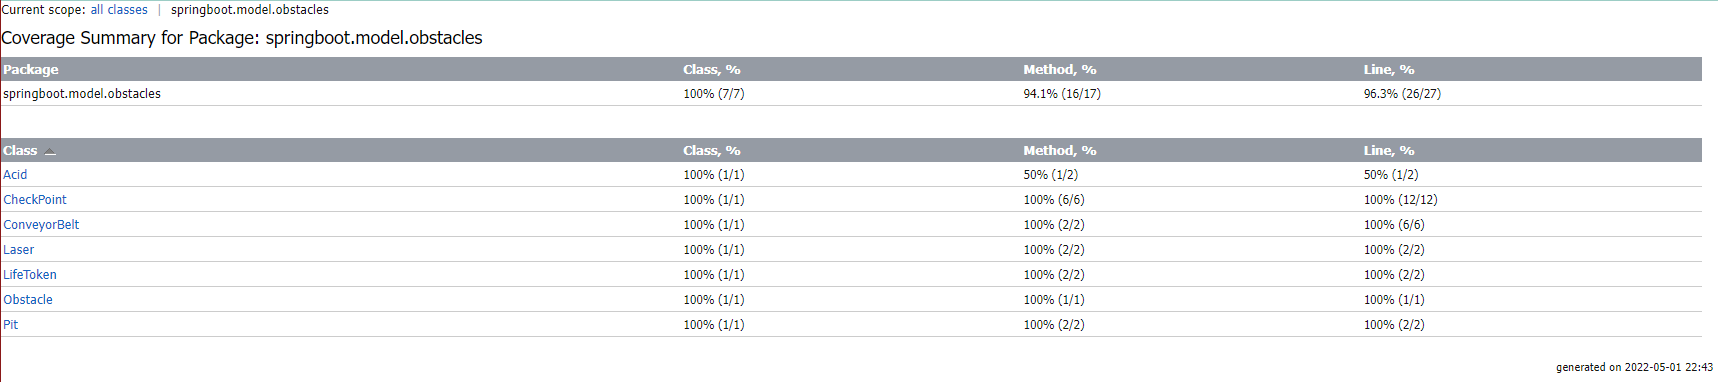 Current scope: all classes | springboot.model.obstacles
Coverage Summary for Package: springboot.model.obstacles
Package Class, % Method, % Line, %
springboot.model.obstacles 100% (7/7) 94.1% (16/17) 96.3% (26/27)
Class Class, % Method, % Line, %
Acid 100% (1/1) 50% (1/2) 50% (1/2)
CheckPoint 100% (1/1) 100% (6/6) 100% (12/12)
ConveyorBelt 100% (1/1) 100% (2/2) 100% (6/6)
Laser 100% (1/1) 100% (2/2) 100% (2/2)
LifeToken 100% (1/1) 100% (2/2) 100% (2/2)
Obstacle 100% (1/1) 100% (1/1) 100% (1/1)
Pit 100% (1/1) 100% (2/2) 100% (2/2)
generated on 2022-05-01 22:43